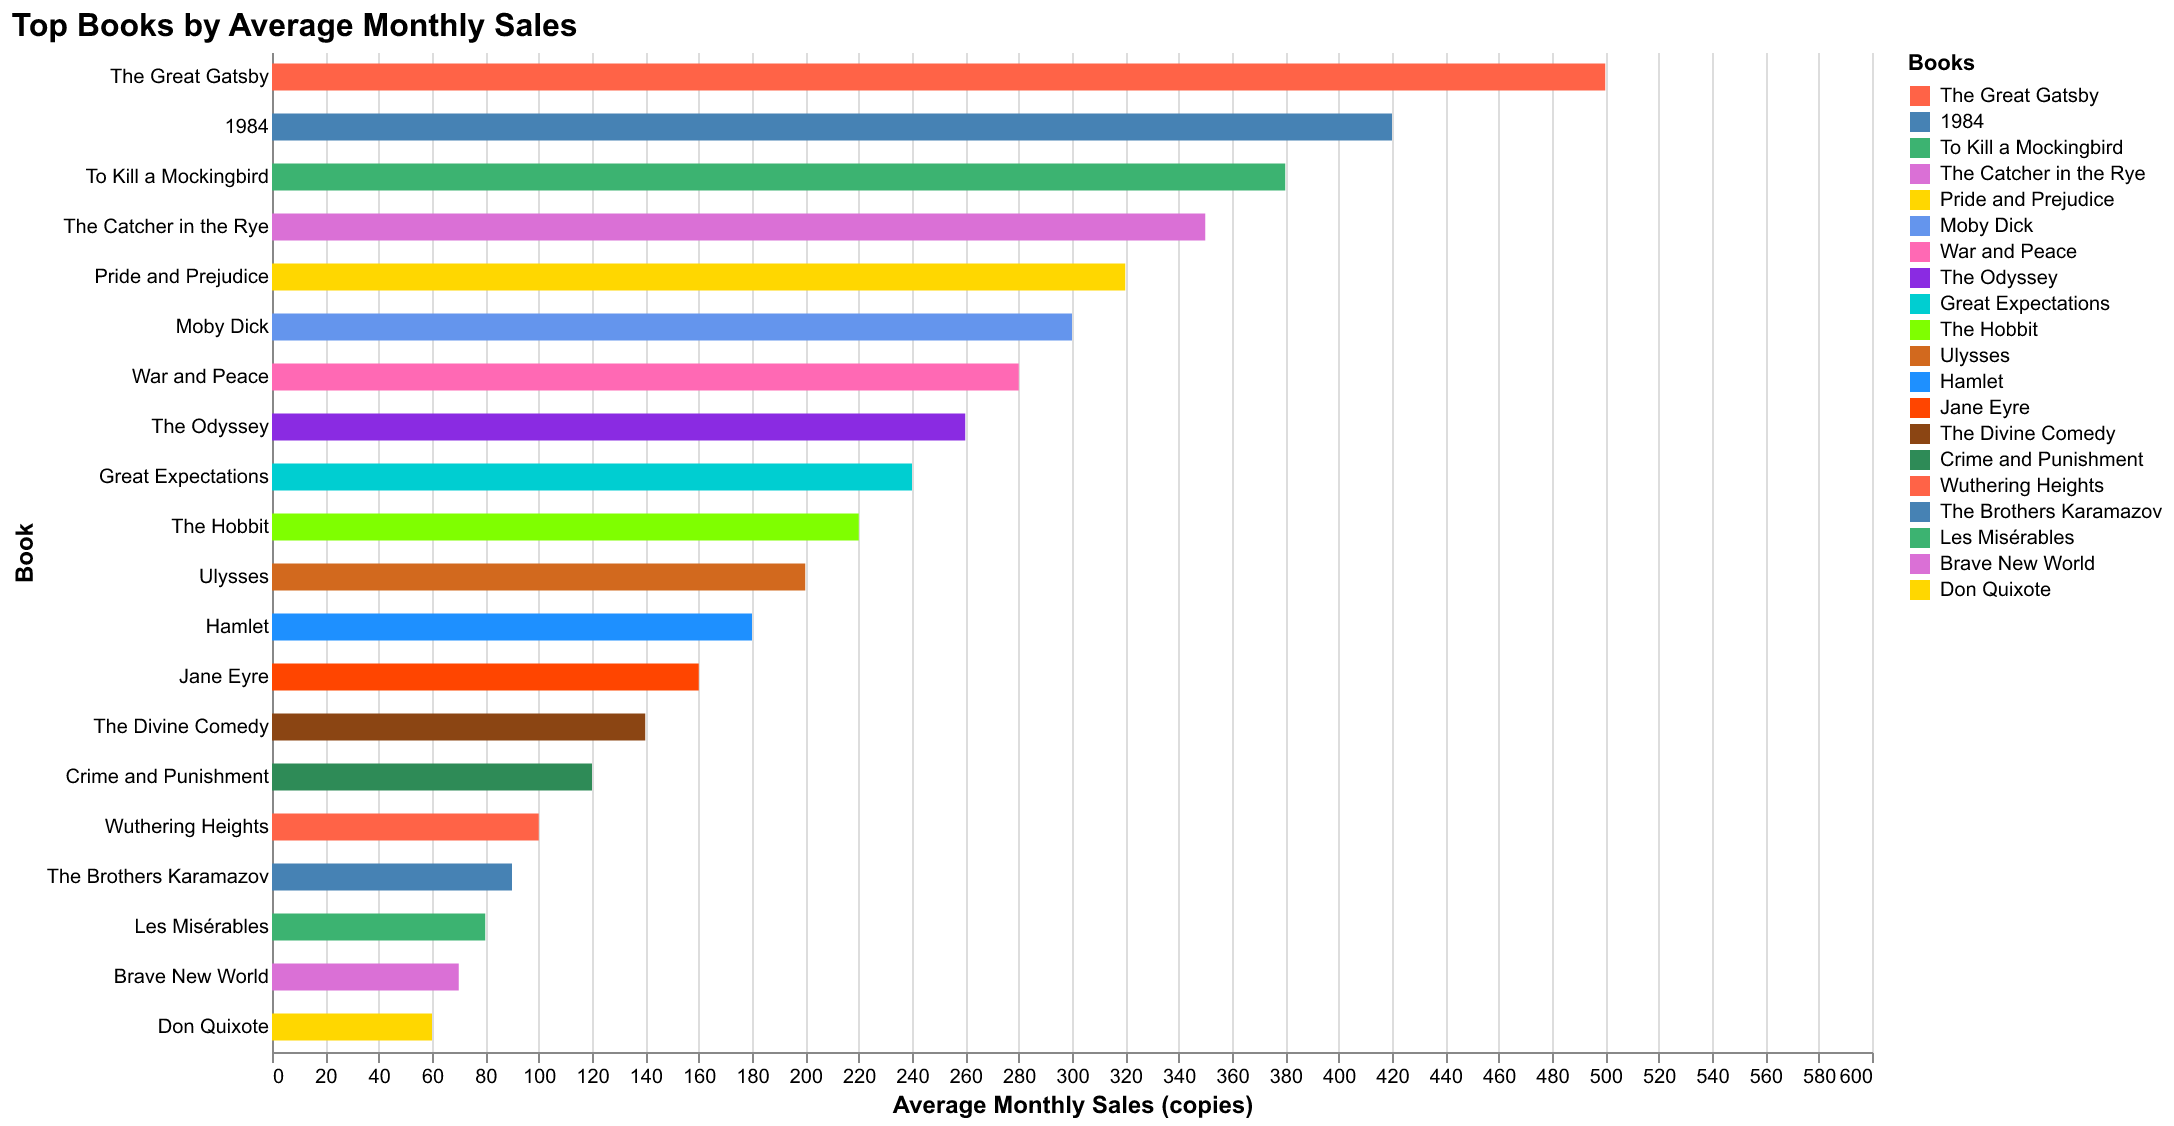 Top Books by Average Monthly Sales
Book
The Great Gatsby
1984
To Kill a Mockingbird
The Catcher in the Rye
Pride and Prejudice
Moby Dick
War and Peace
The Odyssey
Great Expectations
The Hobbit
Ulysses
Hamlet
Jane Eyre
The Divine Comedy
Crime and Punishment
Wuthering Heights
The Brothers Karamazov
Les Misérables
Brave New World
Don Quixote
0 20 40 60 80 100 120 140 160 180 200 220 240 260 280 300 320 340 360 380 400 420 440 460 480 500 520 540 560 580 600
Average Monthly Sales (copies)
Books
The Great Gatsby
1984
To Kill a Mockingbird
The Catcher in the Rye
Pride and Prejudice
Moby Dick
War and Peace
The Odyssey
Great Expectations
The Hobbit
Ulysses
Hamlet
Jane Eyre
The Divine Comedy
Crime and Punishment
Wuthering Heights
The Brothers Karamazov
Les Misérables
Brave New World
Don Quixote